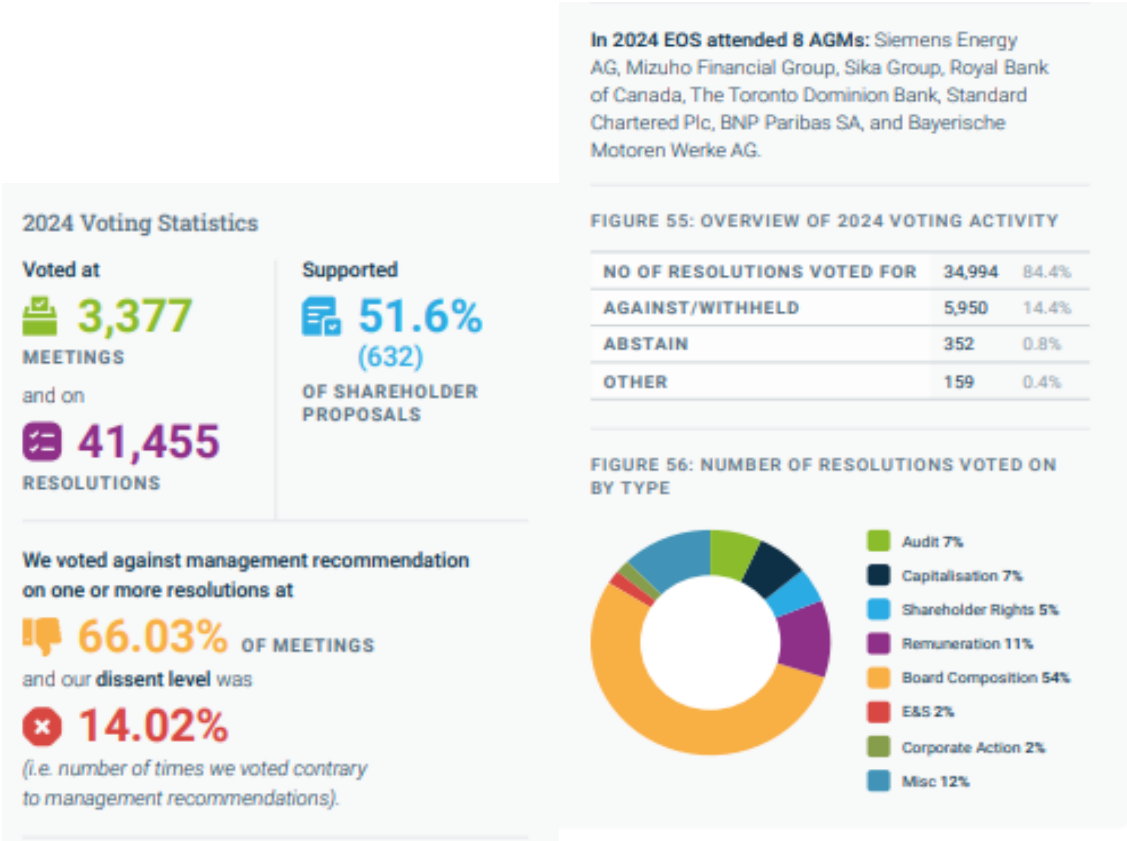 2024 Voting Statistics
Voted at
3,377
MEETINGS
and on
41,455
RESOLUTIONS
Supported
51.6%
(632)
OF SHAREHOLDER
PROPOSALS
We voted against management recommendation
on one or more resolutions at
66.03% OF MEETINGS
and our dissent level was
14.02%
(i.e. number of times we voted contrary
to management recommendations).
In 2024 EOS attended 8 AGMs: Siemens Energy
AG, Mizuho Financial Group, Sika Group, Royal Bank
of Canada, The Toronto Dominion Bank, Standard
Chartered Plc, BNP Paribas SA, and Bayerische
Motoren Werke AG.
FIGURE 55: OVERVIEW OF 2024 VOTING ACTIVITY
NO OF RESOLUTIONS VOTED FOR 34,994 84.4%
AGAINST/WITHHELD 5,950 14.4%
ABSTAIN 352 0.8%
OTHER 159 0.4%
FIGURE 56: NUMBER OF RESOLUTIONS VOTED ON
BY TYPE
Audit 7%
Capitalisation 7%
Shareholder Rights 5%
Remuneration 11%
Board Composition 54%
E&S 2%
Corporate Action 2%
Misc 12%